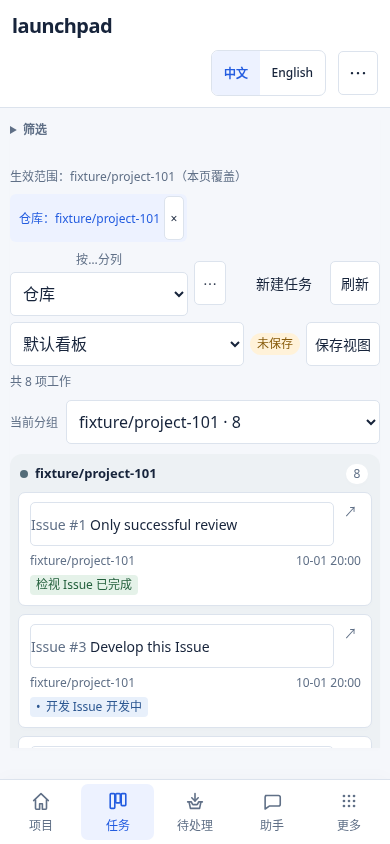 launchpad
中文 English ...
▶ 筛选
生效范围：fixture/project-101（本页覆盖）
仓库：fixture/project-101 ×
按...分列
仓库 ... 新建任务 刷新
默认看板 未保存 保存视图
共 8 项工作
当前分组 fixture/project-101 · 8
fixture/project-101 8
Issue #1 Only successful review ↗
fixture/project-101 10-01 20:00
检视 Issue 已完成
Issue #3 Develop this Issue ↗
fixture/project-101 10-01 20:00
• 开发 Issue 开发中
项目 任务 待处理 助手 更多